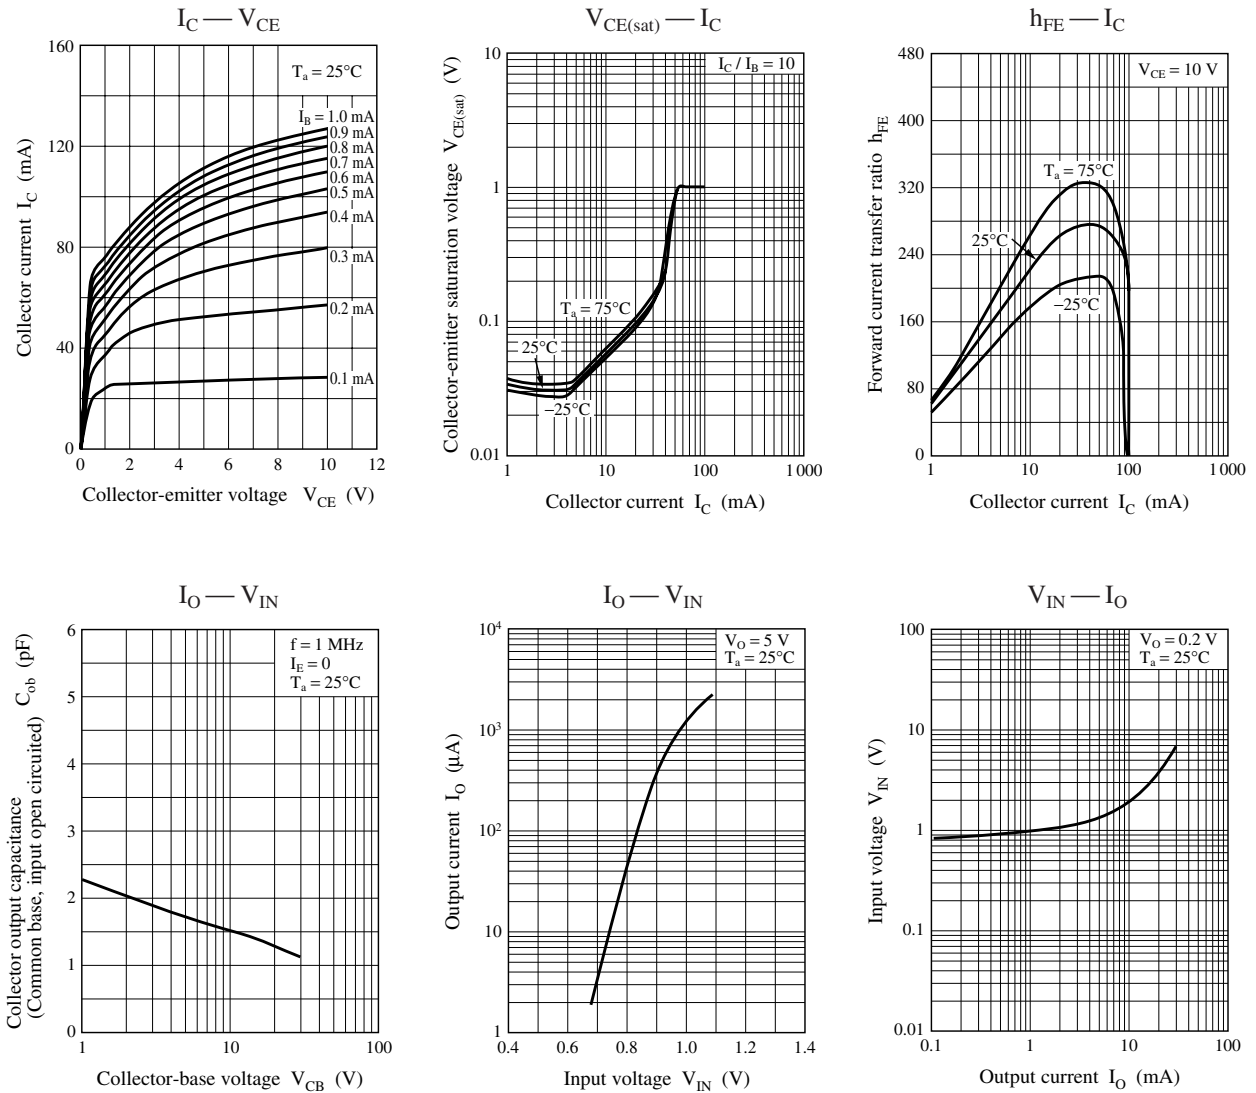 I_C — V_CE
160
120
80
40
0
0 2 4 6 8 10 12
Collector current I_C (mA)
Collector-emitter voltage V_CE (V)
T_a = 25°C
I_B = 1.0 mA
0.9 mA
0.8 mA
0.7 mA
0.6 mA
0.5 mA
0.4 mA
0.3 mA
0.2 mA
0.1 mA
V_CE(sat) — I_C
10
1
0.1
0.01
1 10 100 1000
Collector-emitter saturation voltage V_CE(sat) (V)
Collector current I_C (mA)
I_C / I_B = 10
T_a = 75°C
25°C
−25°C
h_FE — I_C
480
400
320
240
160
80
0
1 10 100 1000
Forward current transfer ratio h_FE
Collector current I_C (mA)
V_CE = 10 V
T_a = 75°C
25°C
−25°C
I_O — V_IN
6
5
4
3
2
1
0
1 10 100
Collector output capacitance
(Common base, input open circuited) C_ob (pF)
Collector-base voltage V_CB (V)
f = 1 MHz
I_E = 0
T_a = 25°C
I_O — V_IN
10⁴
10³
10²
10
1
0.4 0.6 0.8 1.0 1.2 1.4
Output current I_O (µA)
Input voltage V_IN (V)
V_O = 5 V
T_a = 25°C
V_IN — I_O
100
10
1
0.1
0.01
0.1 1 10 100
Input voltage V_IN (V)
Output current I_O (mA)
V_O = 0.2 V
T_a = 25°C